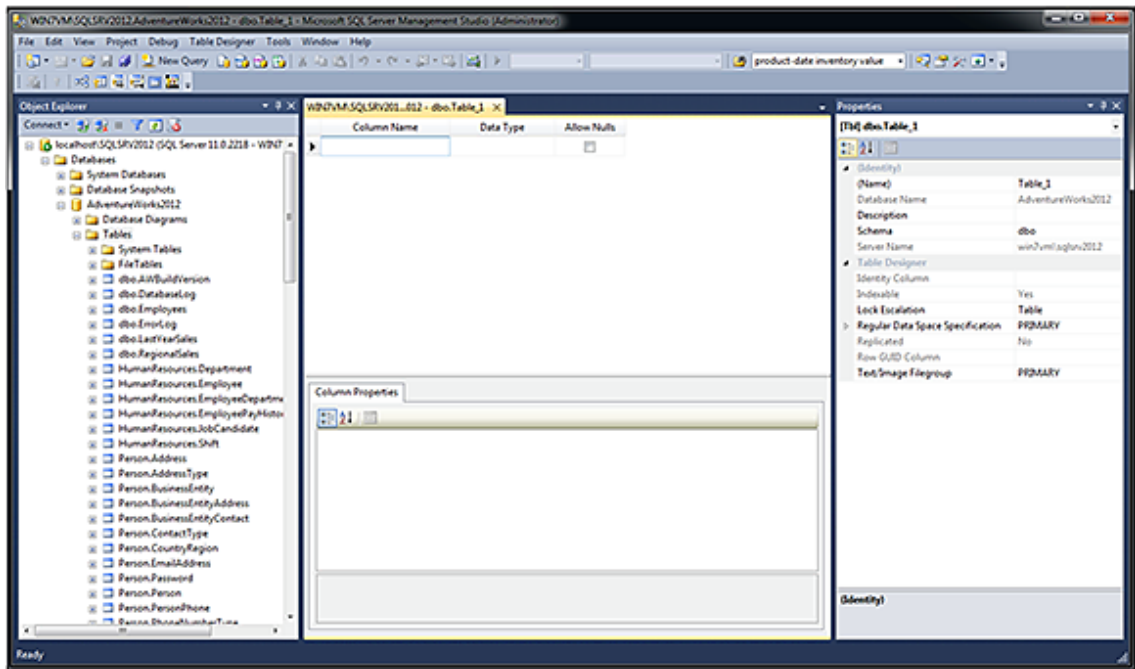 WIN7VM\SQLSRV2012.AdventureWorks2012 - dbo.Table_1 - Microsoft SQL Server Management Studio (Administrator)
File Edit View Project Debug Table Designer Tools Window Help
New Query
product-date inventory value
Object Explorer
Connect
localhost\SQLSRV2012 (SQL Server 11.0.2218 - WIN7
Databases
System Databases
Database Snapshots
AdventureWorks2012
Database Diagrams
Tables
System Tables
FileTables
dbo.AWBuildVersion
dbo.DatabaseLog
dbo.Employees
dbo.ErrorLog
dbo.LastYearSales
dbo.RegionalSales
HumanResources.Department
HumanResources.Employee
HumanResources.EmployeeDepartme
HumanResources.EmployeePayHistor
HumanResources.JobCandidate
HumanResources.Shift
Person.Address
Person.AddressType
Person.BusinessEntity
Person.BusinessEntityAddress
Person.BusinessEntityContact
Person.ContactType
Person.CountryRegion
Person.EmailAddress
Person.Password
Person.Person
Person.PersonPhone
Person.PhoneNumberType
WIN7VM\SQLSRV201...012 - dbo.Table_1
Column Name Data Type Allow Nulls
Column Properties
Properties
[Tbl] dbo.Table_1
(Identity)
(Name) Table_1
Database Name AdventureWorks2012
Description
Schema dbo
Server Name win7vm\sqlsrv2012
Table Designer
Identity Column
Indexable Yes
Lock Escalation Table
Regular Data Space Specification PRIMARY
Replicated No
Row GUID Column
Text/Image Filegroup PRIMARY
(Identity)
Ready